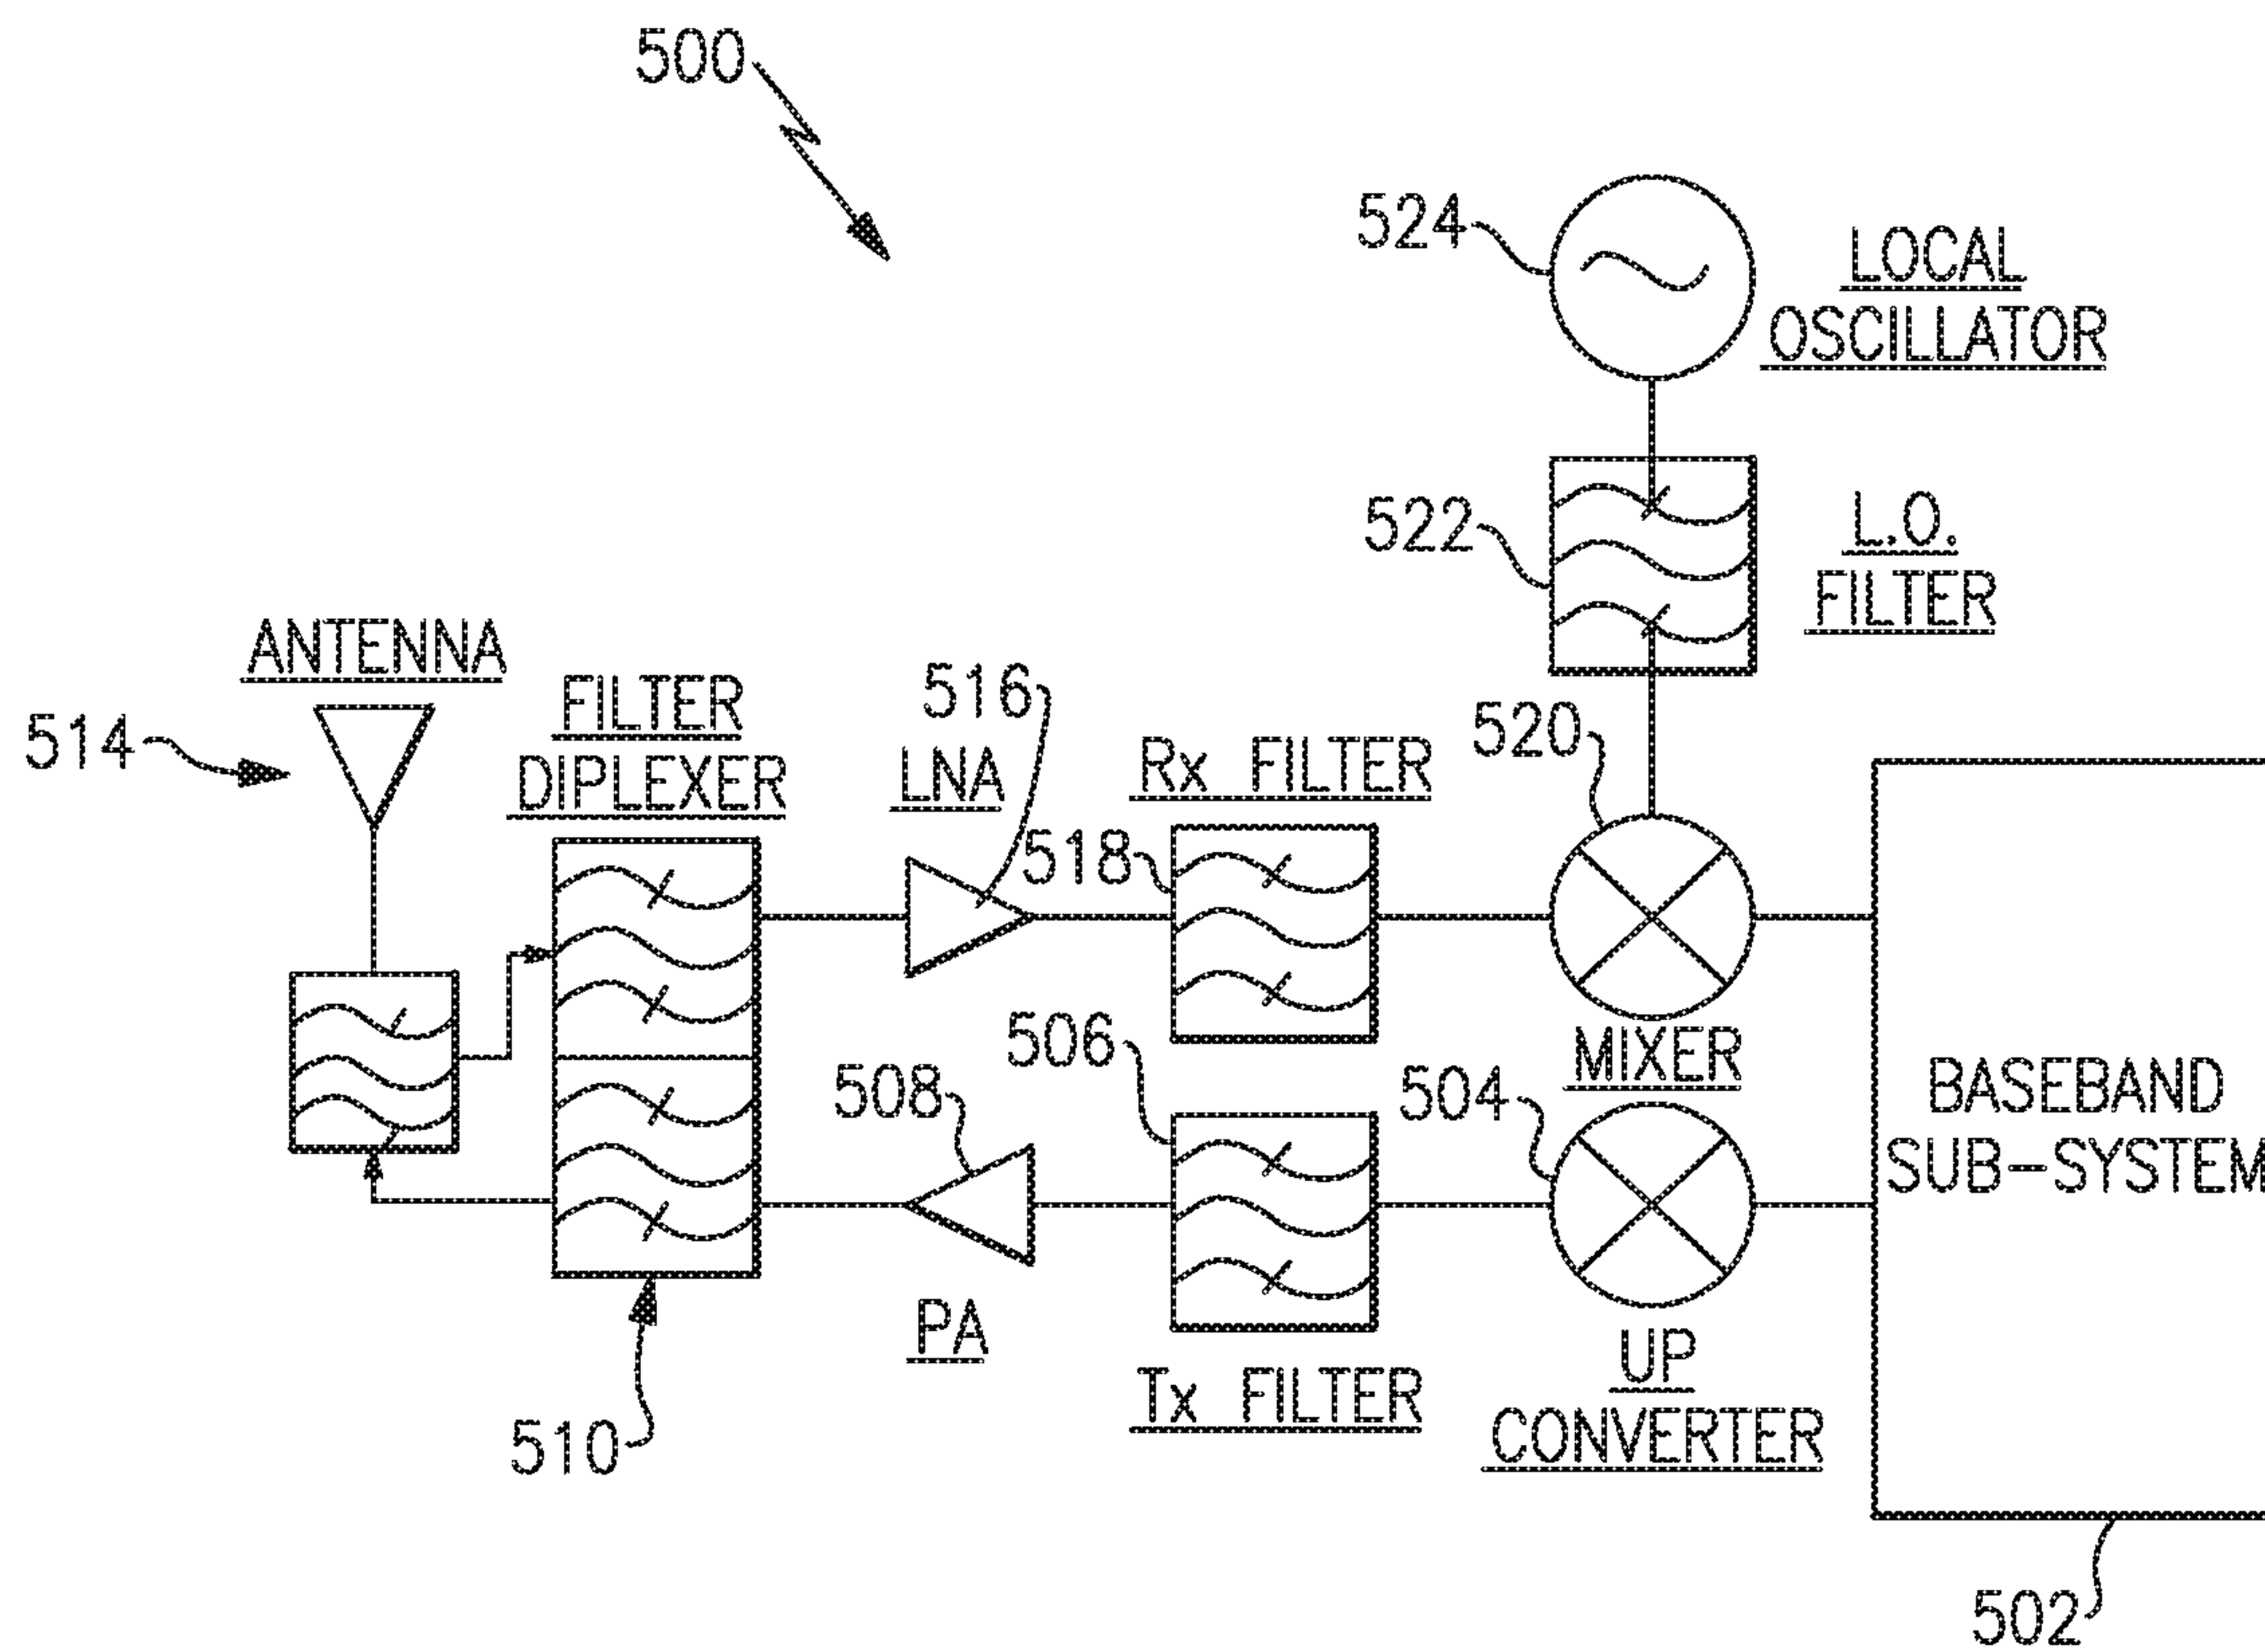 500
524
LOCAL
OSCILLATOR
522
L.O.
FILTER
ANTENNA
514
FILTER
DIPLEXER
516
LNA
Rx FILTER
518
520
MIXER
506
508
504
BASEBAND
SUB-SYSTEM
PA
510
Tx FILTER
UP
CONVERTER
502